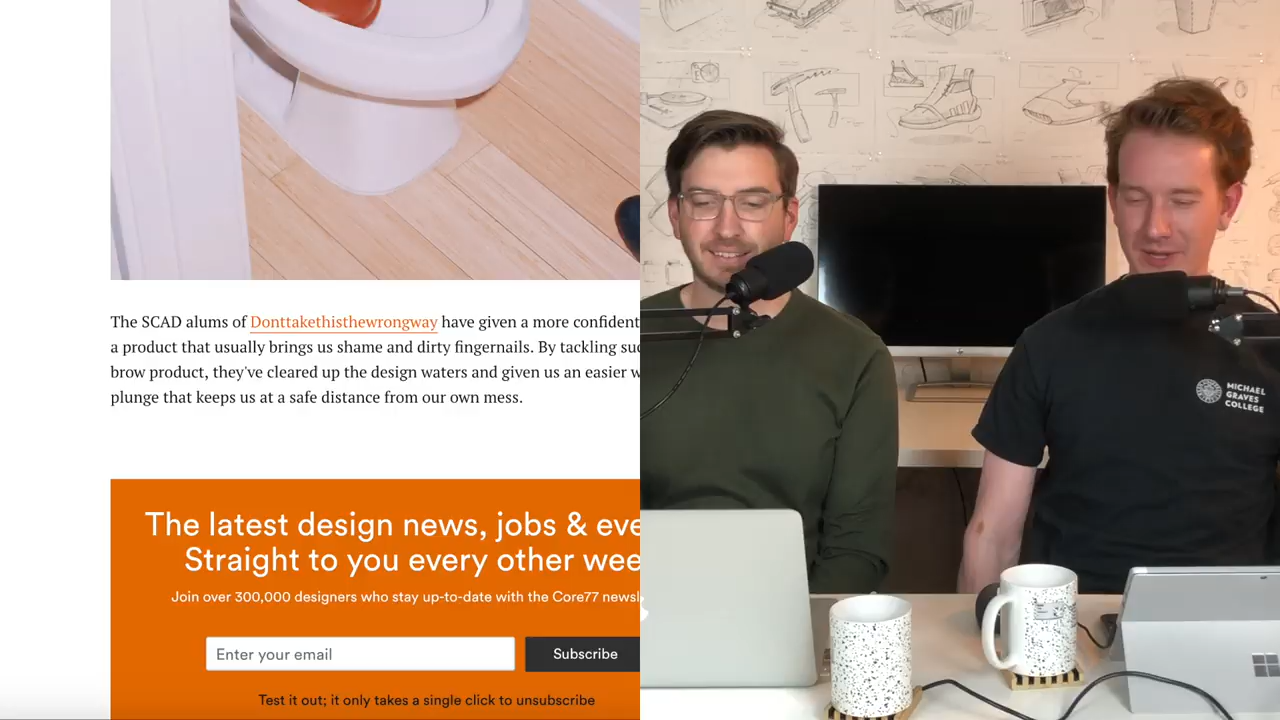 The SCAD alums of Donttakethisthewrongway have given a more confident
a product that usually brings us shame and dirty fingernails. By tackling suc
brow product, they've cleared up the design waters and given us an easier w
plunge that keeps us at a safe distance from our own mess.
The latest design news, jobs & eve
Straight to you every other wee
Join over 300,000 designers who stay up-to-date with the Core77 newsl
Enter your email
Subscribe
Test it out; it only takes a single click to unsubscribe
MICHAEL
GRAVES
COLLEGE